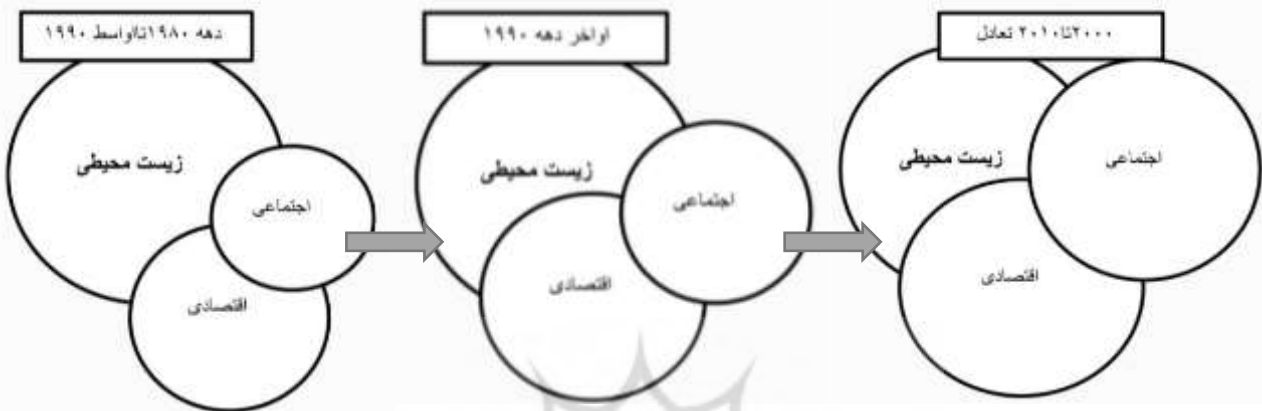 دهه ۱۹۸۰تااواسط ۱۹۹۰
زیست محیطی
اجتماعی
اقتصادی
اواخر دهه ۱۹۹۰
زیست محیطی
اجتماعی
اقتصادی
۲۰۰۰تا۲۰۱۰ تعادل
زیست محیطی
اجتماعی
اقتصادی